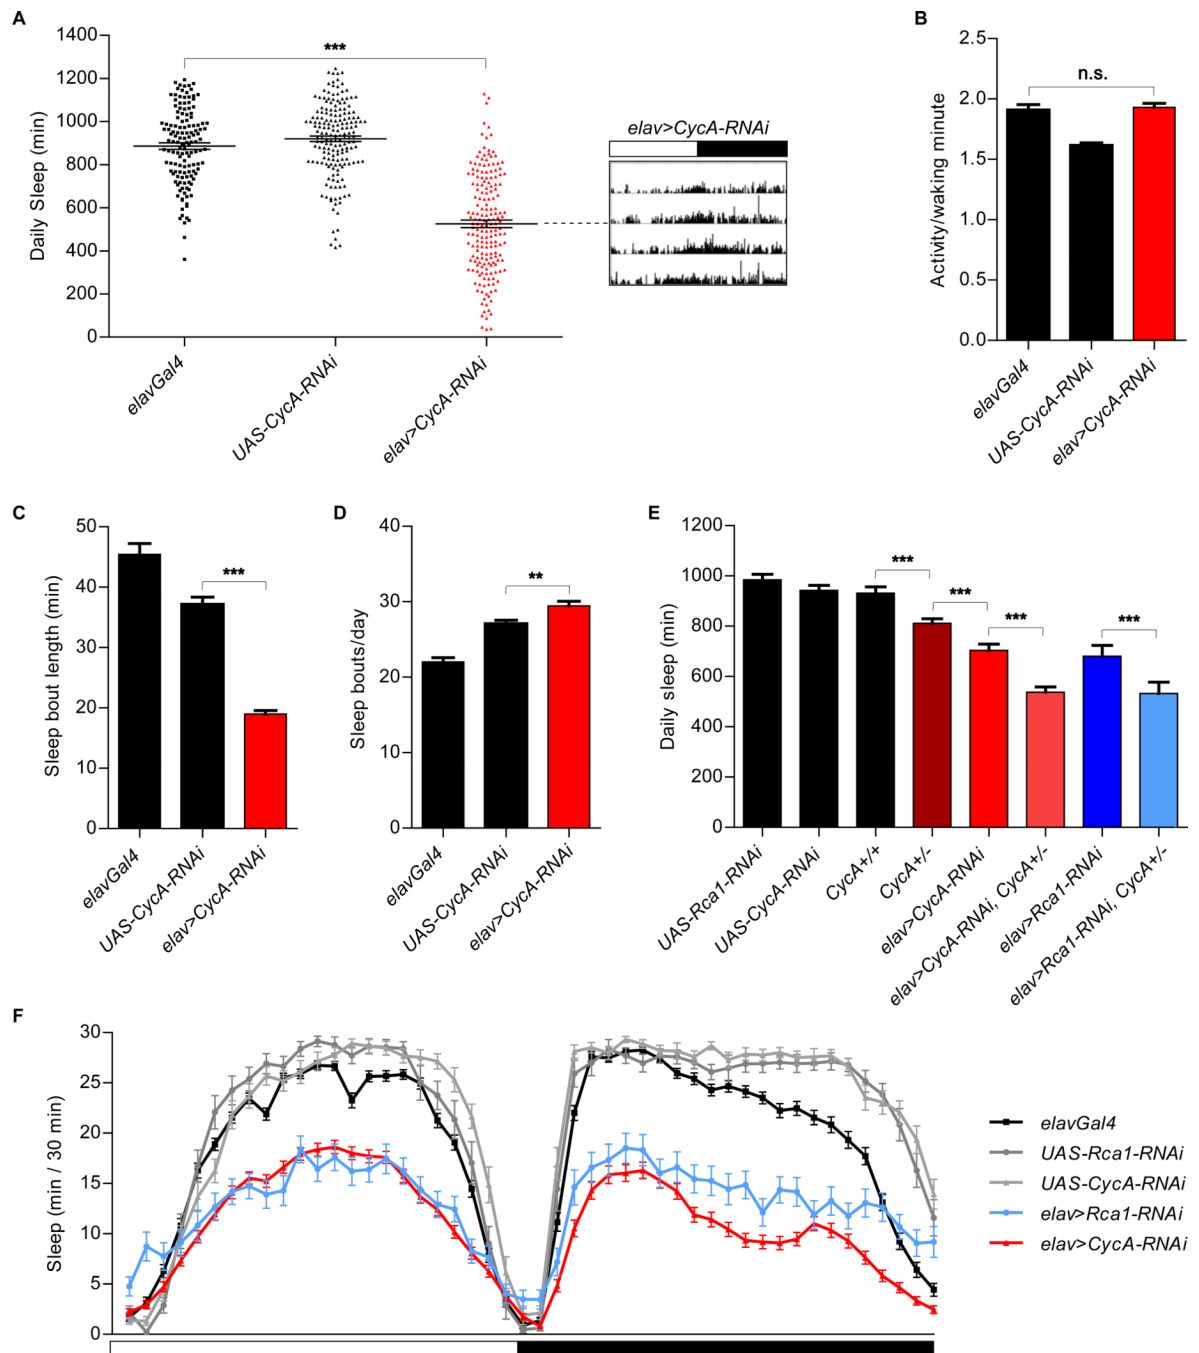 A
Daily Sleep (min)
1400
1200
1000
800
600
400
200
0
***
elavGal4
UAS-CycA-RNAi
elav>CycA-RNAi
elav>CycA-RNAi
B
Activity/waking minute
2.5
2.0
1.5
1.0
0.5
0.0
n.s.
elavGal4
UAS-CycA-RNAi
elav>CycA-RNAi
C
Sleep bout length (min)
50
40
30
20
10
0
***
elavGal4
UAS-CycA-RNAi
elav>CycA-RNAi
D
Sleep bouts/day
40
30
20
20
0
**
elavGal4
UAS-CycA-RNAi
elav>CycA-RNAi
E
Daily sleep (min)
1200
1000
800
600
400
200
0
***
***
***
***
UAS-Rca1-RNAi
UAS-CycA-RNAi
CycA+/+
CycA+/-
elav>CycA-RNAi
elav>CycA-RNAi, CycA+/-
elav>Rca1-RNAi
elav>Rca1-RNAi, CycA+/-
F
Sleep (min / 30 min)
30
25
20
15
10
5
0
elavGal4
UAS-Rca1-RNAi
UAS-CycA-RNAi
elav>Rca1-RNAi
elav>CycA-RNAi